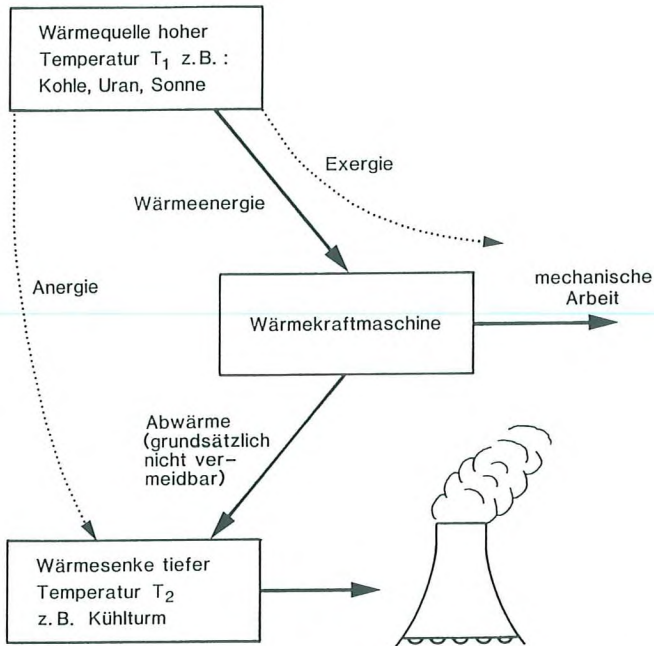 Wärmequelle hoher
Temperatur T₁ z.B.:
Kohle, Uran, Sonne
Exergie
Wärmeenergie
Anergie
mechanische
Arbeit
Wärmekraftmaschine
Abwärme
(grundsätzlich
nicht ver-
meidbar)
Wärmesenke tiefer
Temperatur T₂
z.B. Kühlturm